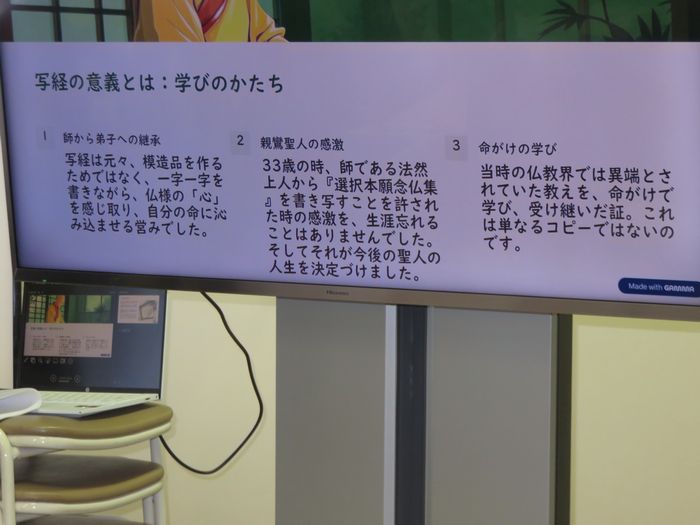 写経の意義とは：学びのかたち
1
師から弟子への継承
写経は元々、模造品を作る
ためではなく、一字一字を
書きながら、仏様の「心」
を感じ取り、自分の命に沁
み込ませる営みでした。
2
親鸞聖人の感激
33歳の時、師である法然
上人から『選択本願念仏集
』を書き写すことを許され
た時の感激を、生涯忘れる
ことはありませんでした。
そしてそれが今後の聖人の
人生を決定づけました。
3
命がけの学び
当時の仏教界では異端とさ
れていた教えを、命がけで
学び、受け継いだ証。これ
は単なるコピーではないの
です。
Made with GAMMA
Hisense